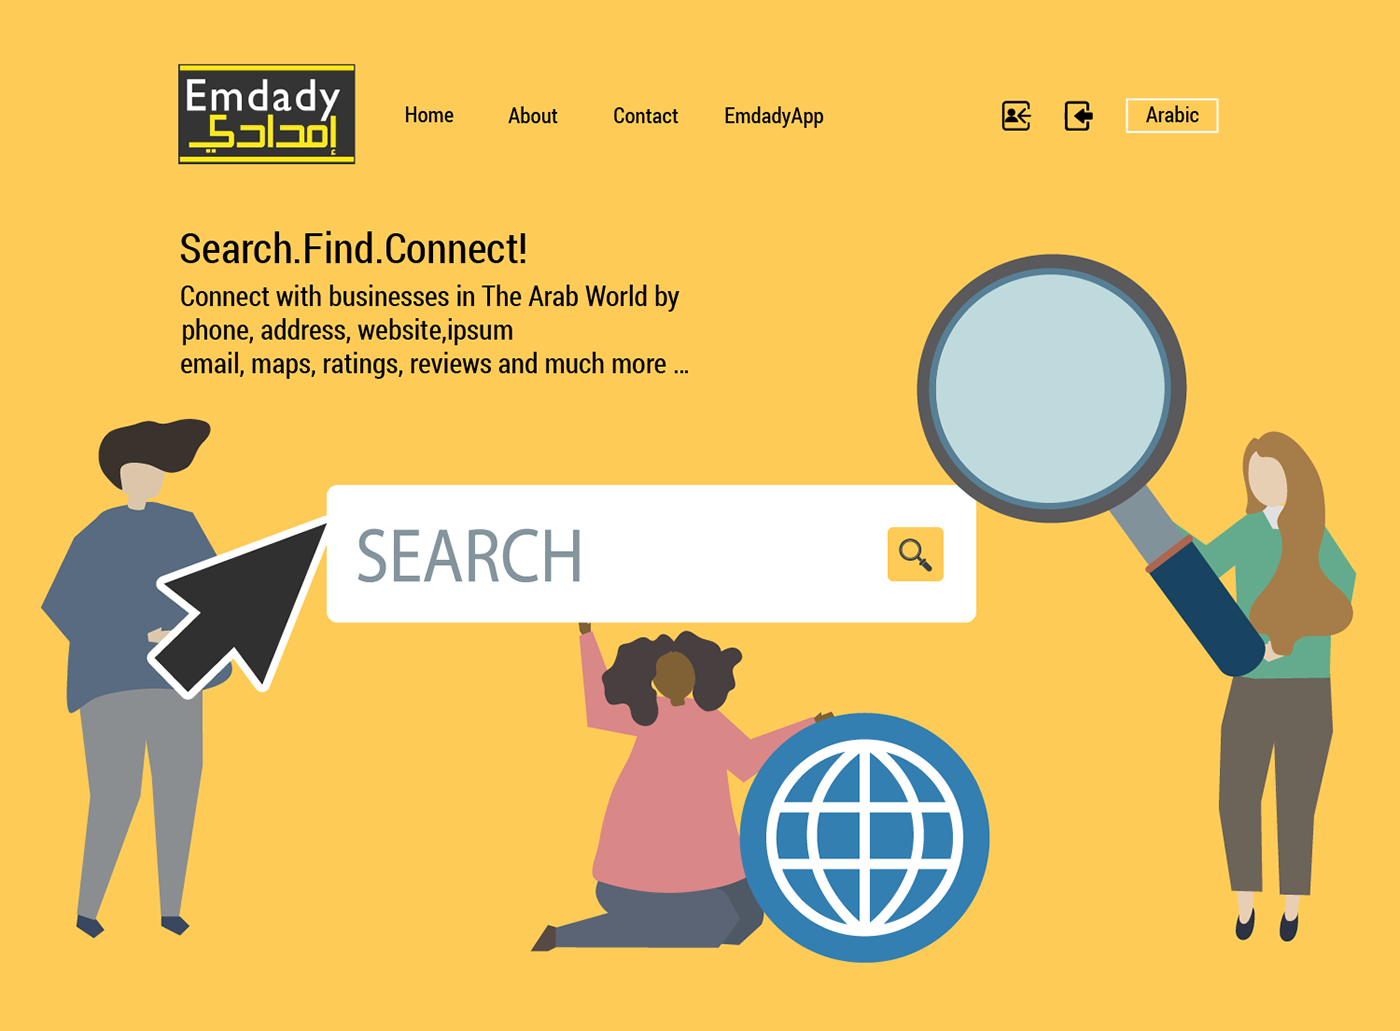 Emdady
إمدادي
Home
About
Contact
EmdadyApp
Arabic
Search.Find.Connect!
Connect with businesses in The Arab World by
phone, address, website,ipsum
email, maps, ratings, reviews and much more ...
SEARCH